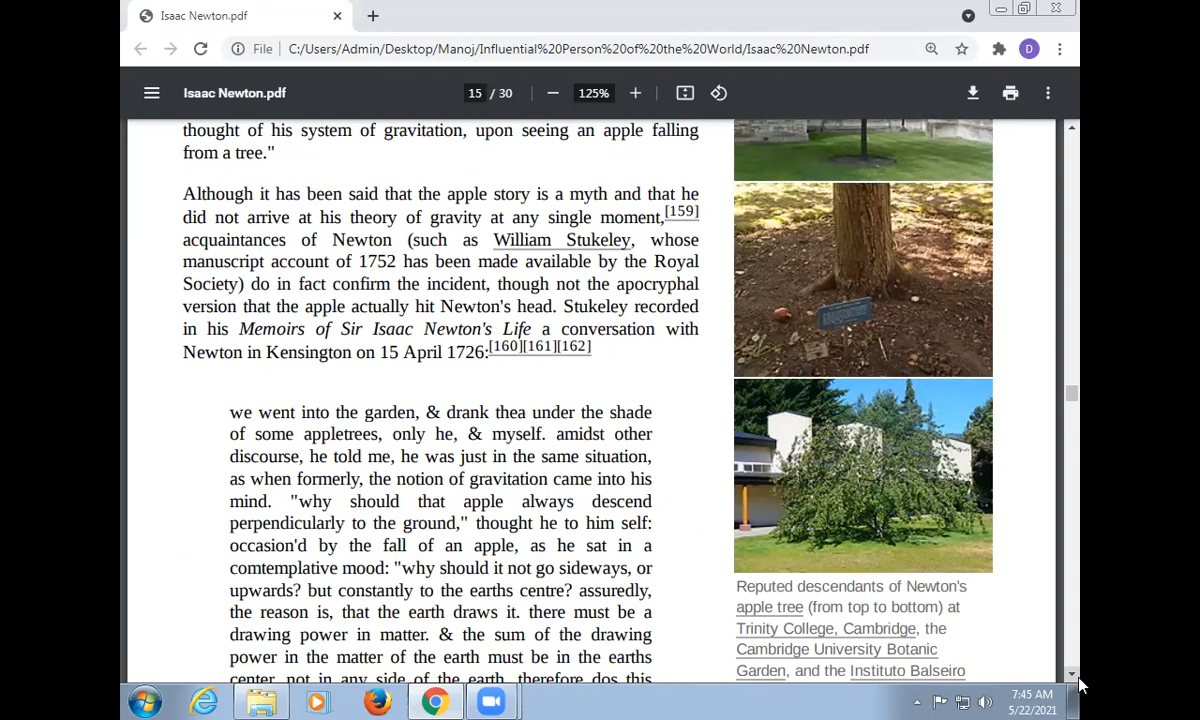 Isaac Newton.pdf
File
C:/Users/Admin/Desktop/Manoj/Influential%20Person%20of%20the%20World/Isaac%20Newton.pdf
D
Isaac Newton.pdf
15 / 30
125%
thought of his system of gravitation, upon seeing an apple falling
from a tree."
Although it has been said that the apple story is a myth and that he
did not arrive at his theory of gravity at any single moment,[159]
acquaintances of Newton (such as William Stukeley, whose
manuscript account of 1752 has been made available by the Royal
Society) do in fact confirm the incident, though not the apocryphal
version that the apple actually hit Newton's head. Stukeley recorded
in his Memoirs of Sir Isaac Newton's Life a conversation with
Newton in Kensington on 15 April 1726:[160][161][162]
we went into the garden, & drank thea under the shade
of some appletrees, only he, & myself. amidst other
discourse, he told me, he was just in the same situation,
as when formerly, the notion of gravitation came into his
mind. "why should that apple always descend
perpendicularly to the ground," thought he to him self:
occasion'd by the fall of an apple, as he sat in a
comtemplative mood: "why should it not go sideways, or
upwards? but constantly to the earths centre? assuredly,
the reason is, that the earth draws it. there must be a
drawing power in matter. & the sum of the drawing
power in the matter of the earth must be in the earths
center, not in any side of the earth. therefore dos this
Reputed descendants of Newton's
apple tree (from top to bottom) at
Trinity College, Cambridge, the
Cambridge University Botanic
Garden, and the Instituto Balseiro
7:45 AM
5/22/2021